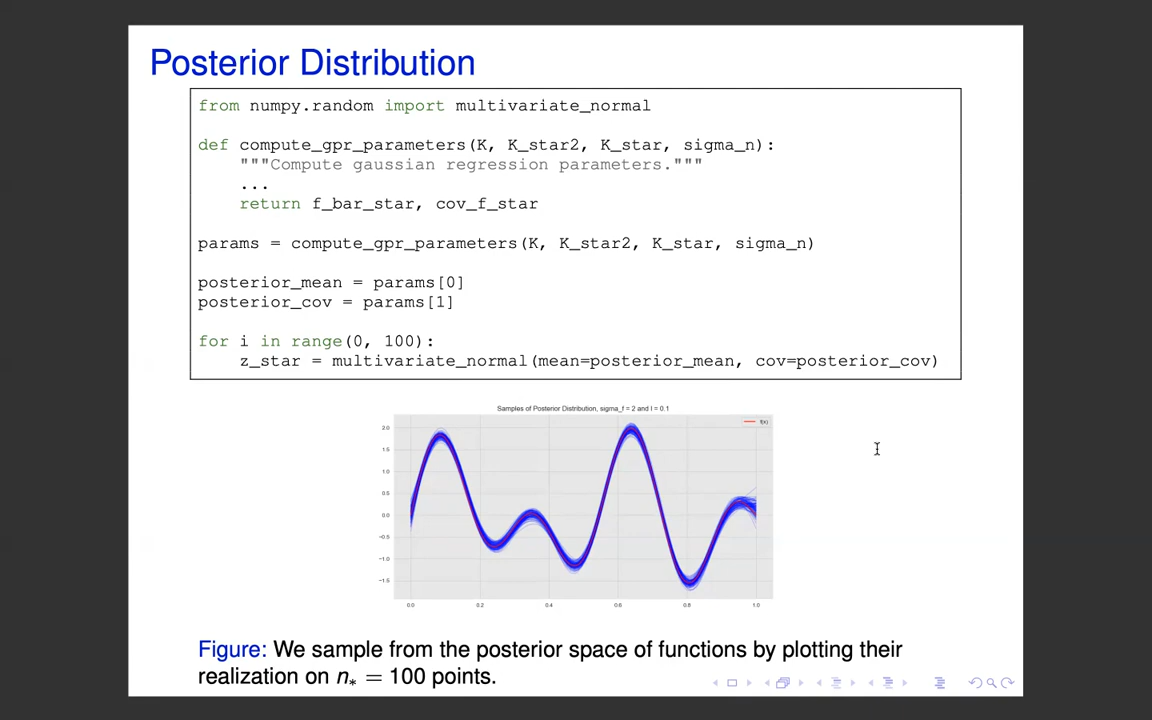 Posterior Distribution
from numpy.random import multivariate_normal
def compute_gpr_parameters(K, K_star2, K_star, sigma_n):
"""Compute gaussian regression parameters."""
...
return f_bar_star, cov_f_star
params = compute_gpr_parameters(K, K_star2, K_star, sigma_n)
posterior_mean = params[0]
posterior_cov = params[1]
for i in range(0, 100):
z_star = multivariate_normal(mean=posterior_mean, cov=posterior_cov)
Samples of Posterior Distribution, sigma_f = 2 and l = 0.1
f(x)
2.0
1.5
1.0
0.5
0.0
−0.5
−1.0
−1.5
0.0 0.2 0.4 0.6 0.8 1.0
Figure: We sample from the posterior space of functions by plotting their
realization on n* = 100 points.